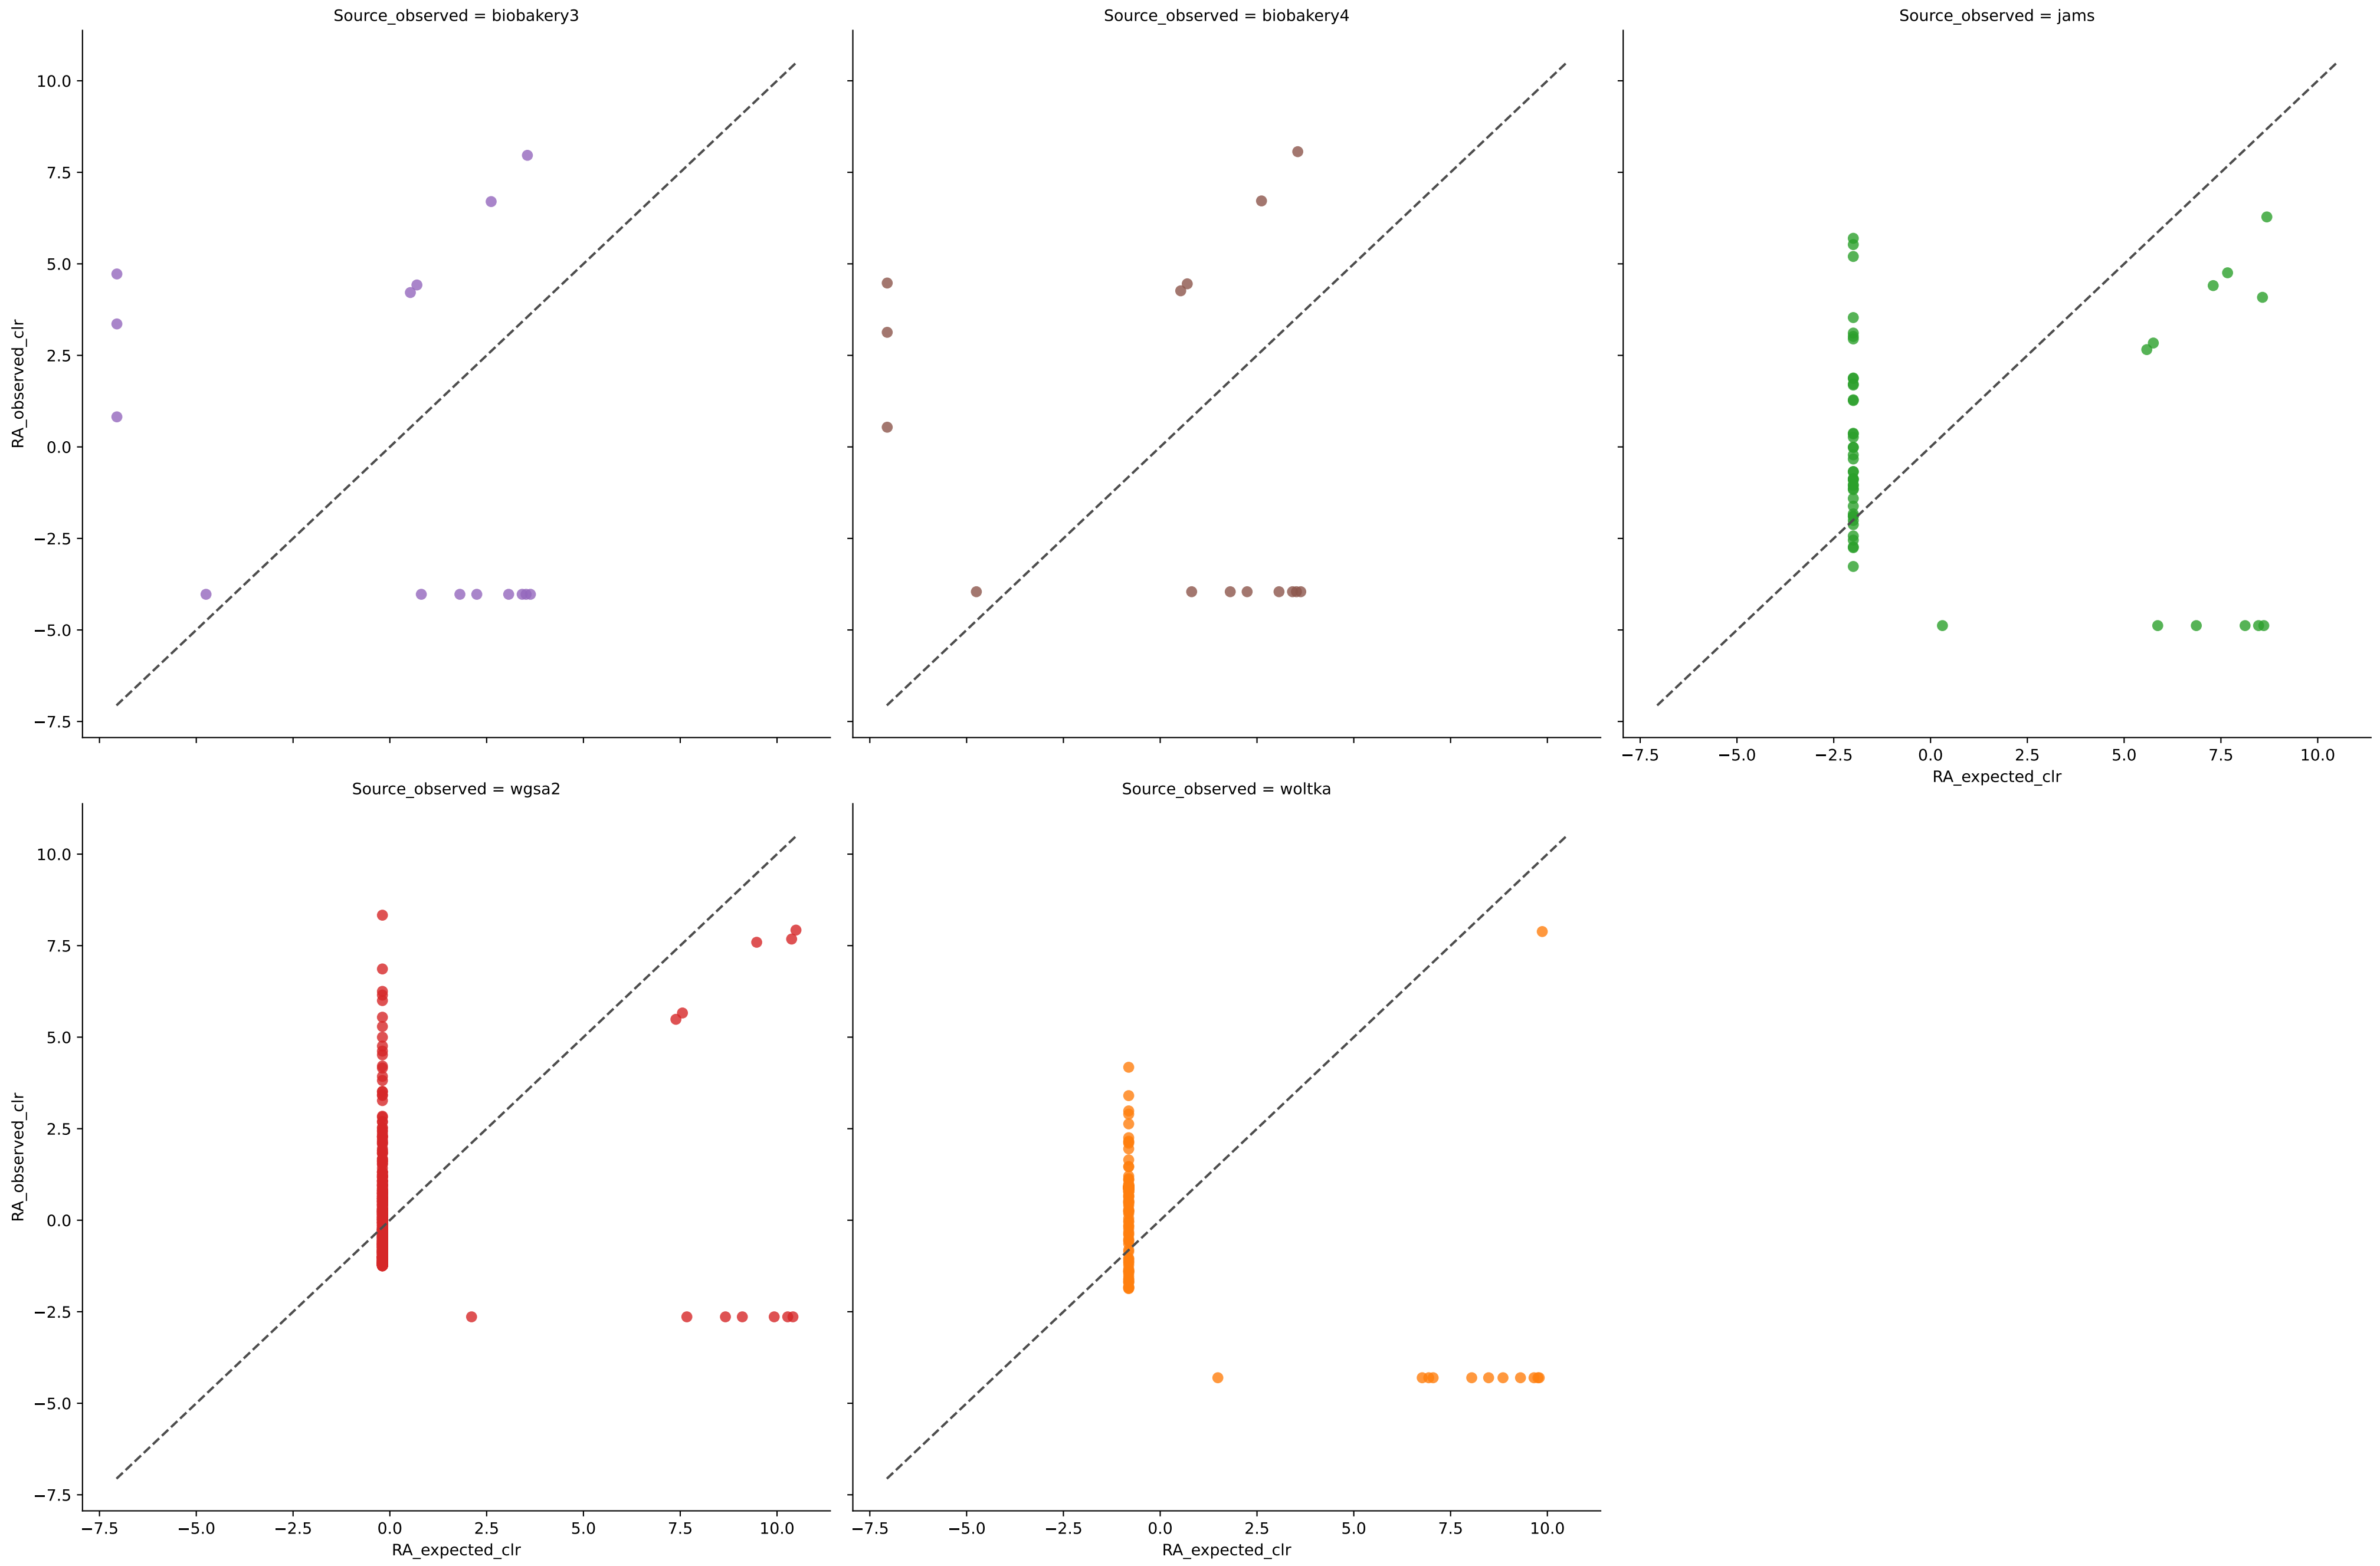 Source_observed = biobakery3
Source_observed = biobakery4
Source_observed = jams
10.0
7.5
5.0
2.5
0.0
−2.5
−5.0
−7.5
RA_observed_clr
−7.5 −5.0 −2.5 0.0 2.5 5.0 7.5 10.0
RA_expected_clr
Source_observed = wgsa2
Source_observed = woltka
10.0
7.5
5.0
2.5
0.0
−2.5
−5.0
−7.5
RA_observed_clr
−7.5 −5.0 −2.5 0.0 2.5 5.0 7.5 10.0
−7.5 −5.0 −2.5 0.0 2.5 5.0 7.5 10.0
RA_expected_clr
RA_expected_clr